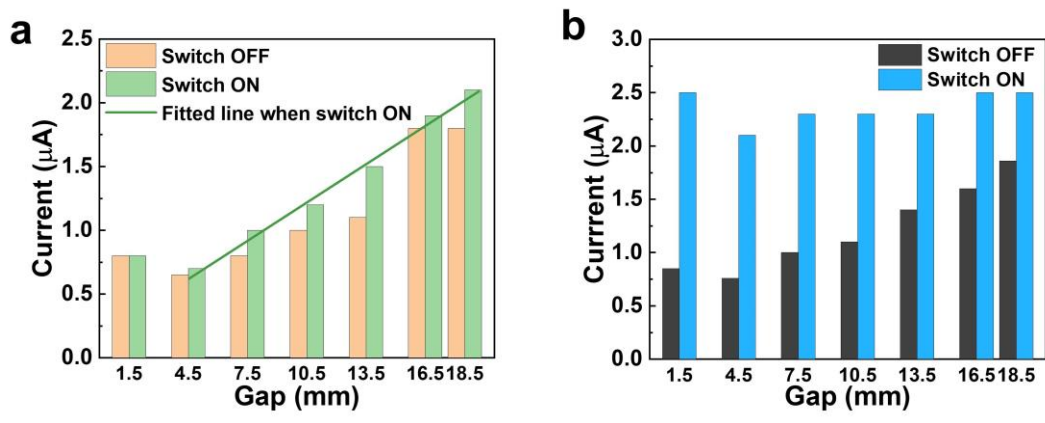 a
2.5
2.0
1.5
1.0
0.5
0.0
Current (μA)
Switch OFF
Switch ON
Fitted line when switch ON
1.5 4.5 7.5 10.5 13.5 16.5 18.5
Gap (mm)
b
3.0
2.5
2.0
1.5
1.0
0.5
0.0
Currrent (μA)
Switch OFF
Switch ON
1.5 4.5 7.5 10.5 13.5 16.5 18.5
Gap (mm)